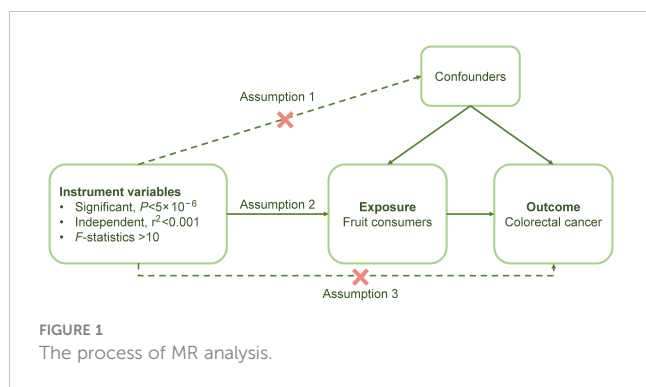 Confounders
Assumption 1
Instrument variables
• Significant, P<5×10⁻⁶
• Independent, r²<0.001
• F-statistics >10
Assumption 2
Exposure
Fruit consumers
Outcome
Colorectal cancer
Assumption 3
FIGURE 1
The process of MR analysis.